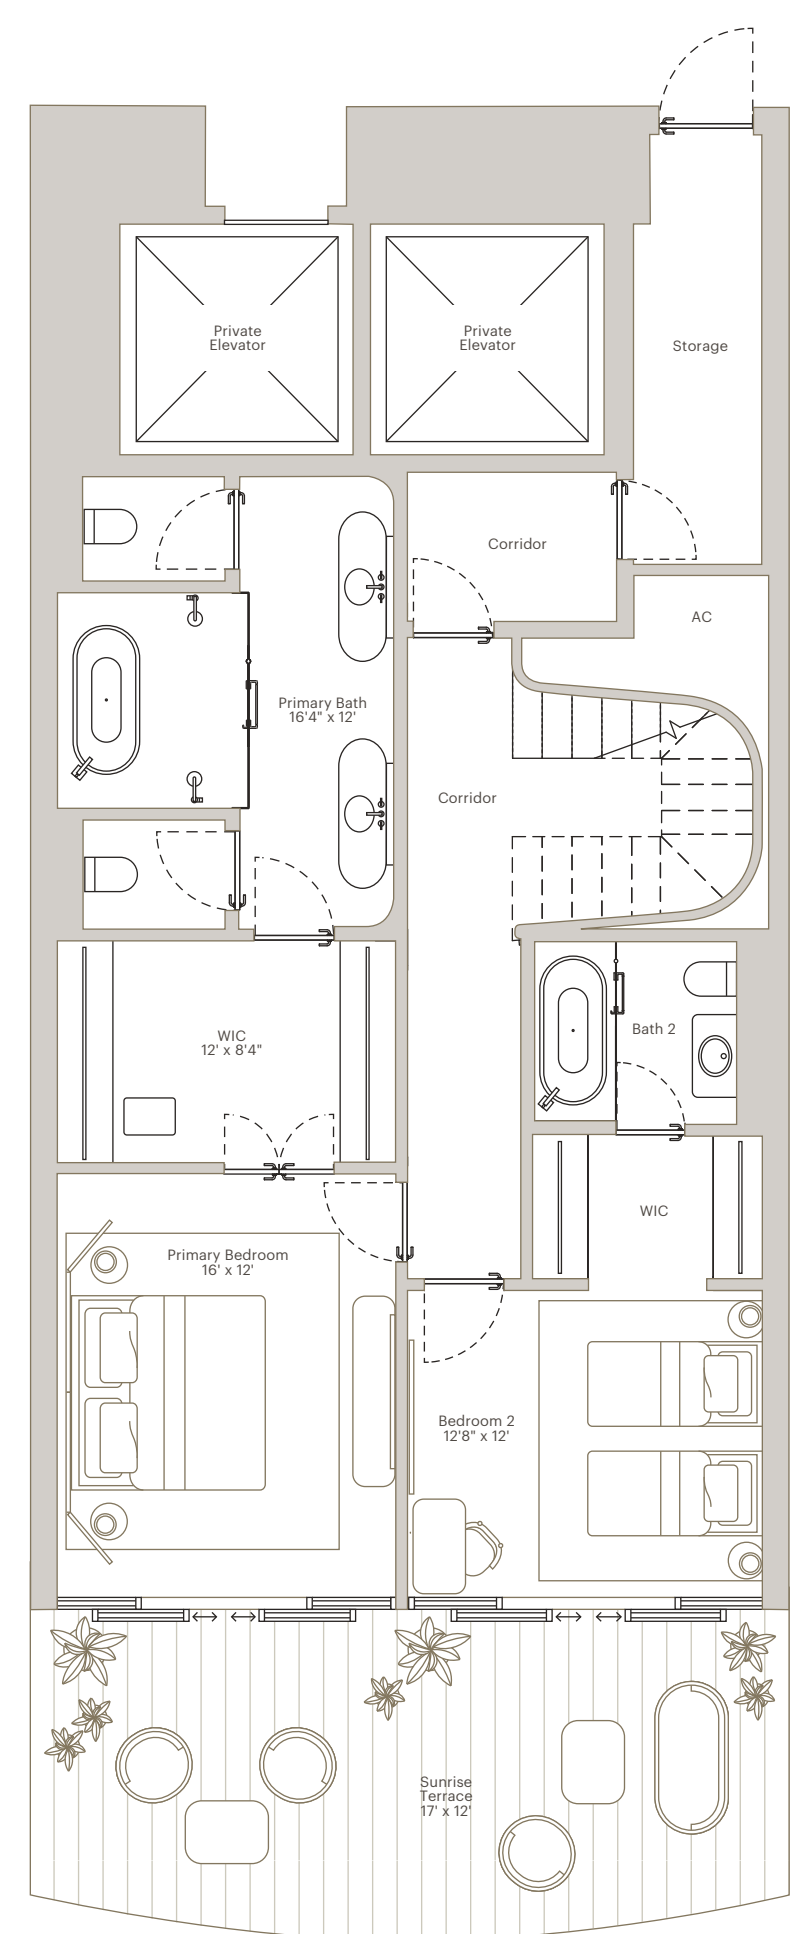 Private
Elevator
Private
Elevator
Storage
Corridor
AC
Primary Bath
16'4" x 12'
Corridor
WIC
12' x 8'4"
Bath 2
WIC
Primary Bedroom
16' x 12'
Bedroom 2
12'8" x 12'
Sunrise
Terrace
17' x 12'